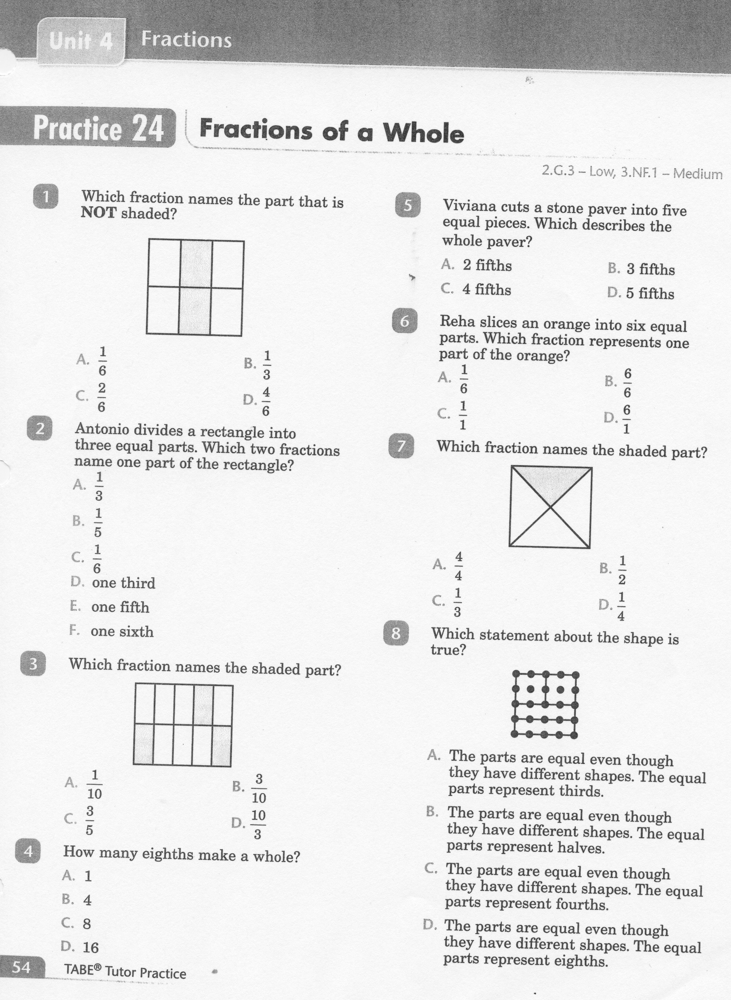 Unit 4 Fractions
Practice 24 Fractions of a Whole
2.G.3 – Low, 3.NF.1 – Medium
1 Which fraction names the part that is
NOT shaded?
A. 1/6 B. 1/3
C. 2/6 D. 4/6
2 Antonio divides a rectangle into
three equal parts. Which two fractions
name one part of the rectangle?
A. 1/3
B. 1/5
C. 1/6
D. one third
E. one fifth
F. one sixth
3 Which fraction names the shaded part?
A. 1/10 B. 3/10
C. 3/5 D. 10/3
4 How many eighths make a whole?
A. 1
B. 4
C. 8
D. 16
5 Viviana cuts a stone paver into five
equal pieces. Which describes the
whole paver?
A. 2 fifths B. 3 fifths
C. 4 fifths D. 5 fifths
6 Reha slices an orange into six equal
parts. Which fraction represents one
part of the orange?
A. 1/6 B. 6/6
C. 1/1 D. 6/1
7 Which fraction names the shaded part?
A. 4/4 B. 1/2
C. 1/3 D. 1/4
8 Which statement about the shape is
true?
A. The parts are equal even though
they have different shapes. The equal
parts represent thirds.
B. The parts are equal even though
they have different shapes. The equal
parts represent halves.
C. The parts are equal even though
they have different shapes. The equal
parts represent fourths.
D. The parts are equal even though
they have different shapes. The equal
parts represent eighths.
54 TABE® Tutor Practice